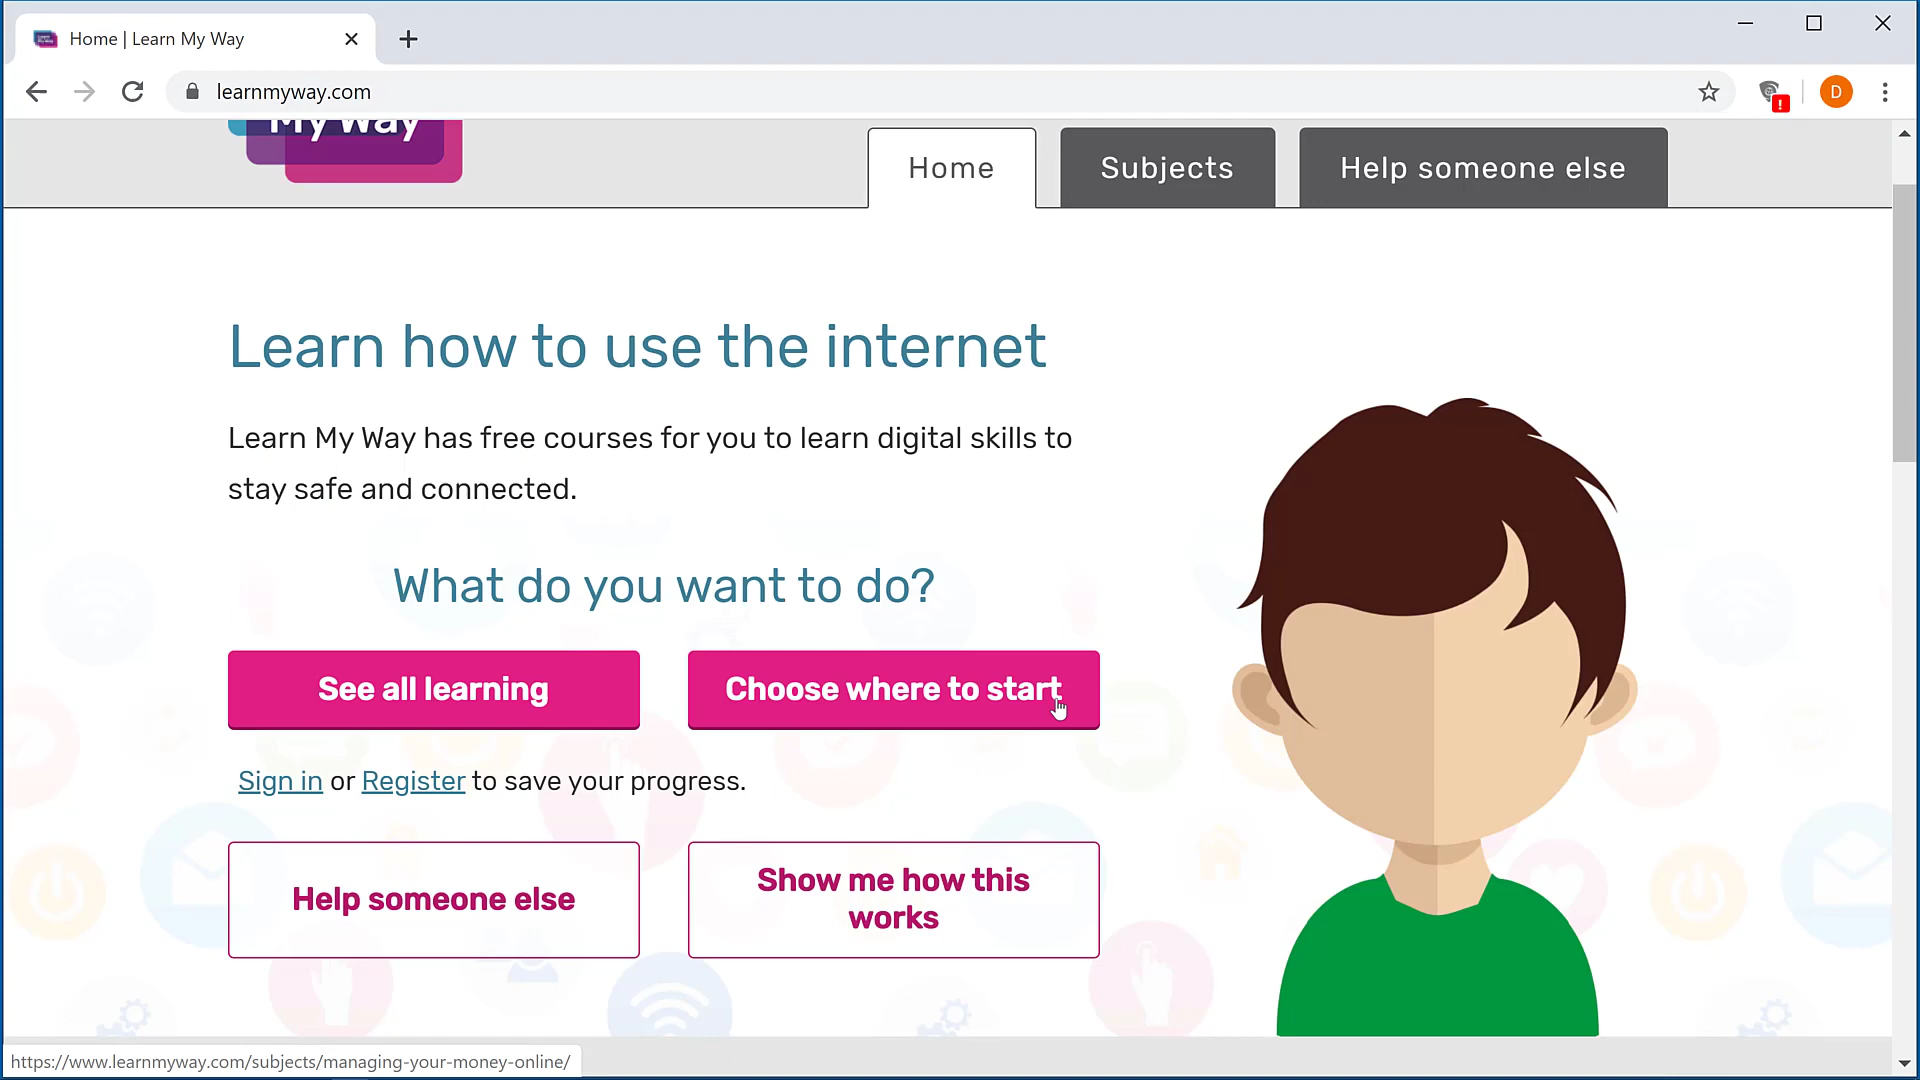 Home | Learn My Way
learnmyway.com
D
My Way
Home
Subjects
Help someone else
Learn how to use the internet
Learn My Way has free courses for you to learn digital skills to
stay safe and connected.
What do you want to do?
See all learning
Choose where to start
Sign in or Register to save your progress.
Help someone else
Show me how this
works
https://www.learnmyway.com/subjects/managing-your-money-online/